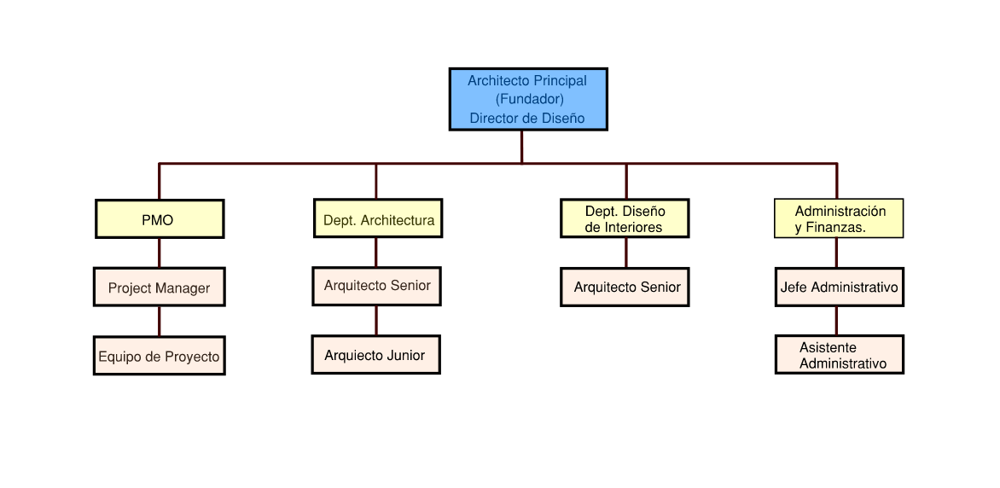 Architecto Principal
(Fundador)
Director de Diseño
PMO
Dept. Architectura
Dept. Diseño
de Interiores
Administración
y Finanzas.
Project Manager
Arquitecto Senior
Arquitecto Senior
Jefe Administrativo
Equipo de Proyecto
Arquiecto Junior
Asistente
Administrativo